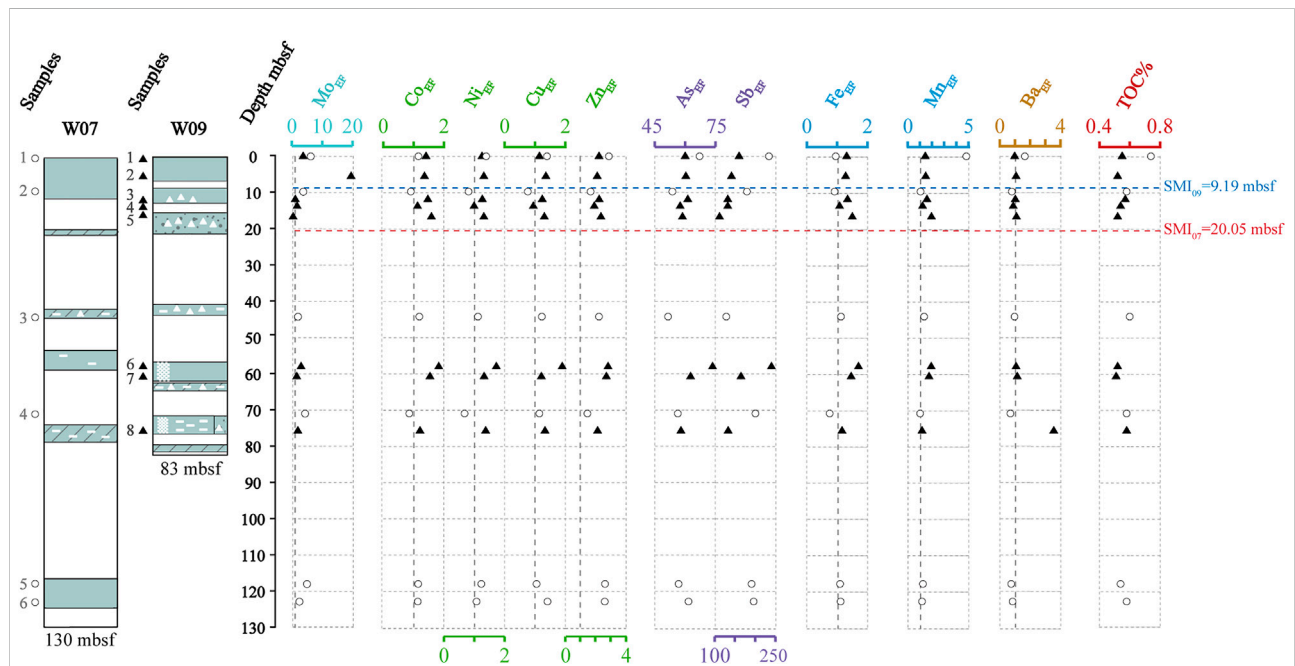 Samples
W07
Samples
W09
Depth mbsf
Mo EF
Co EF
Ni EF
Cu EF
Zn EF
As EF
Sb EF
Fe EF
Mn EF
Ba EF
TOC%
0 10 20
0 2
0 2
45 75
0 2
0 5
0 4
0.4 0.8
1
2
3
4
5
6
1
2
3
4
5
6
7
8
83 mbsf
130 mbsf
0
10
20
30
40
50
60
70
80
90
100
110
120
130
SMI09=9.19 mbsf
SMI07=20.05 mbsf
0 2
0 4
100 250